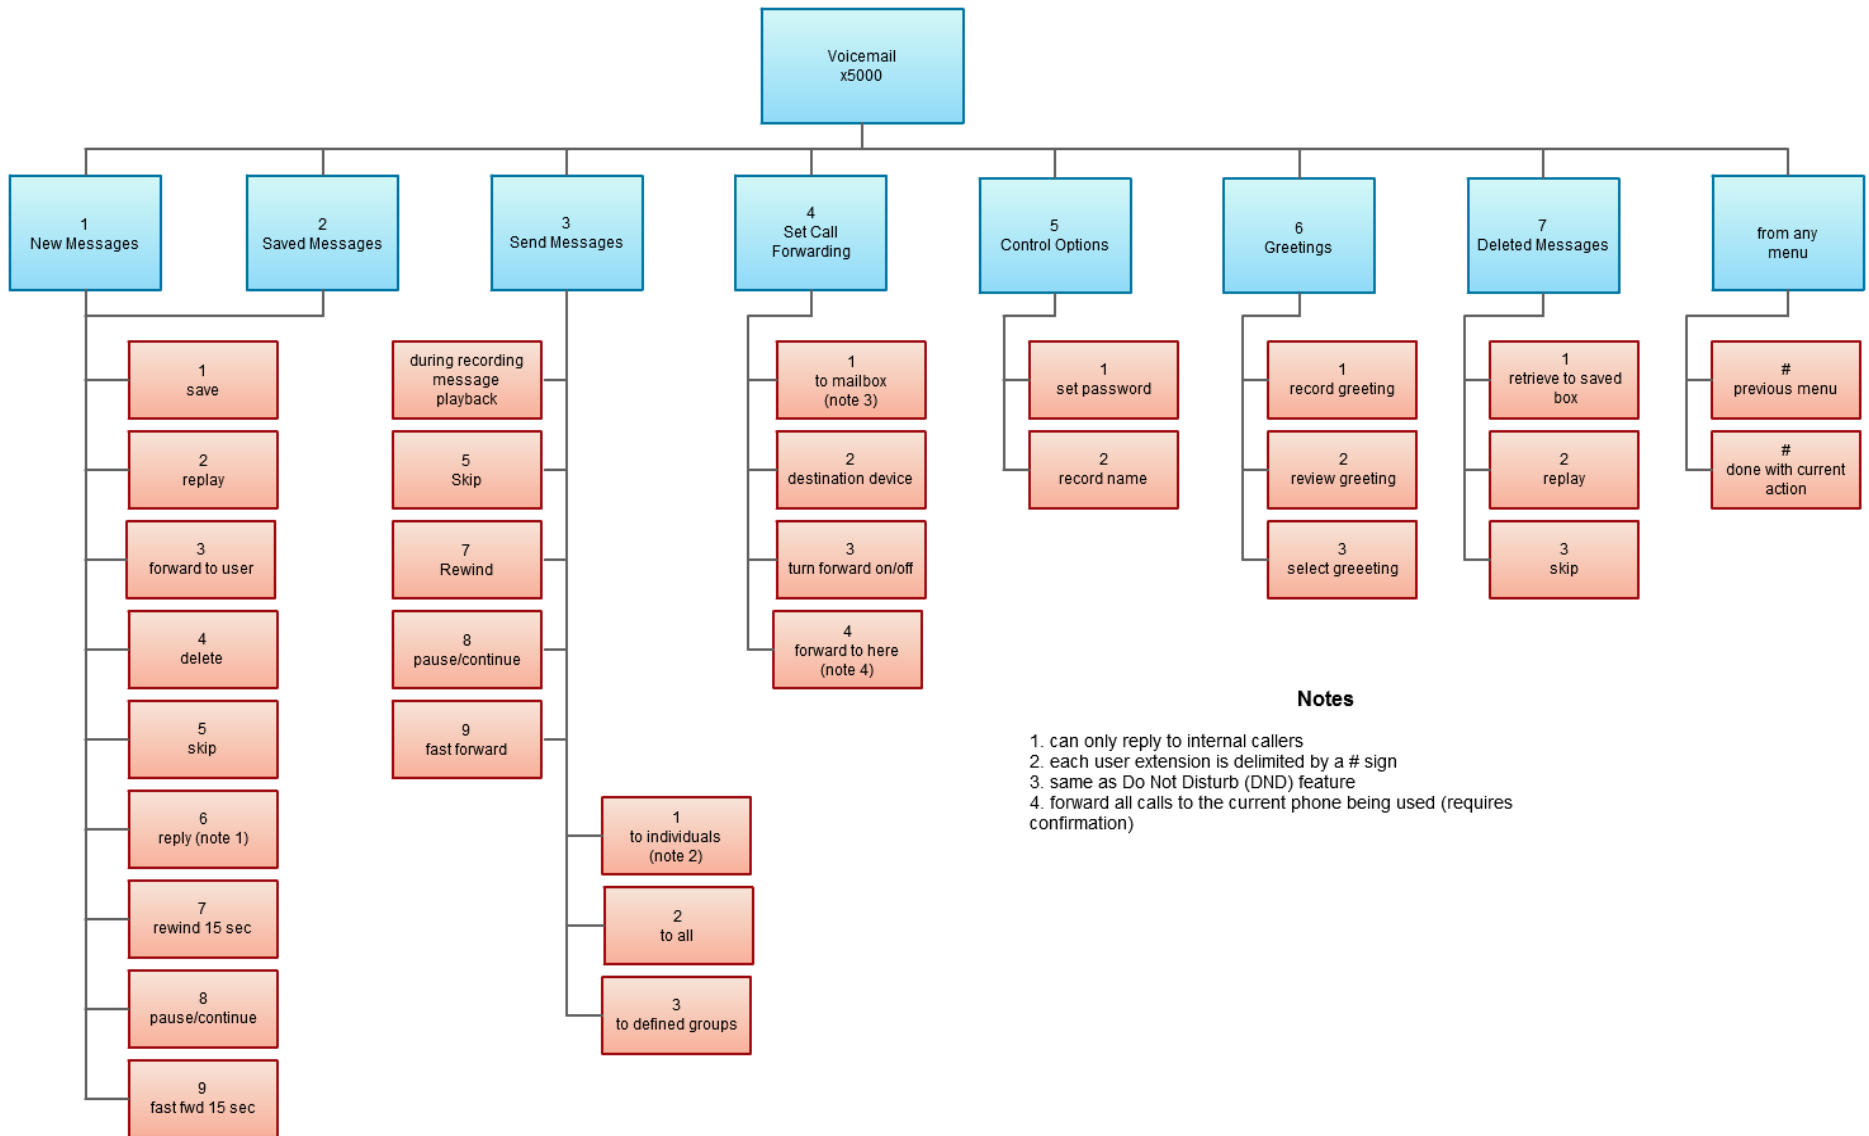 Voicemail
x5000
1
New Messages
2
Saved Messages
3
Send Messages
4
Set Call
Forwarding
5
Control Options
6
Greetings
7
Deleted Messages
from any
menu
1
save
2
replay
3
forward to user
4
delete
5
skip
6
reply (note 1)
7
rewind 15 sec
8
pause/continue
9
fast fwd 15 sec
during recording
message
playback
5
Skip
7
Rewind
8
pause/continue
9
fast forward
1
to individuals
(note 2)
2
to all
3
to defined groups
1
to mailbox
(note 3)
2
destination device
3
turn forward on/off
4
forward to here
(note 4)
1
set password
2
record name
1
record greeting
2
review greeting
3
select greeeting
1
retrieve to saved
box
2
replay
3
skip
#
previous menu
#
done with current
action
Notes
1. can only reply to internal callers
2. each user extension is delimited by a # sign
3. same as Do Not Disturb (DND) feature
4. forward all calls to the current phone being used (requires
confirmation)